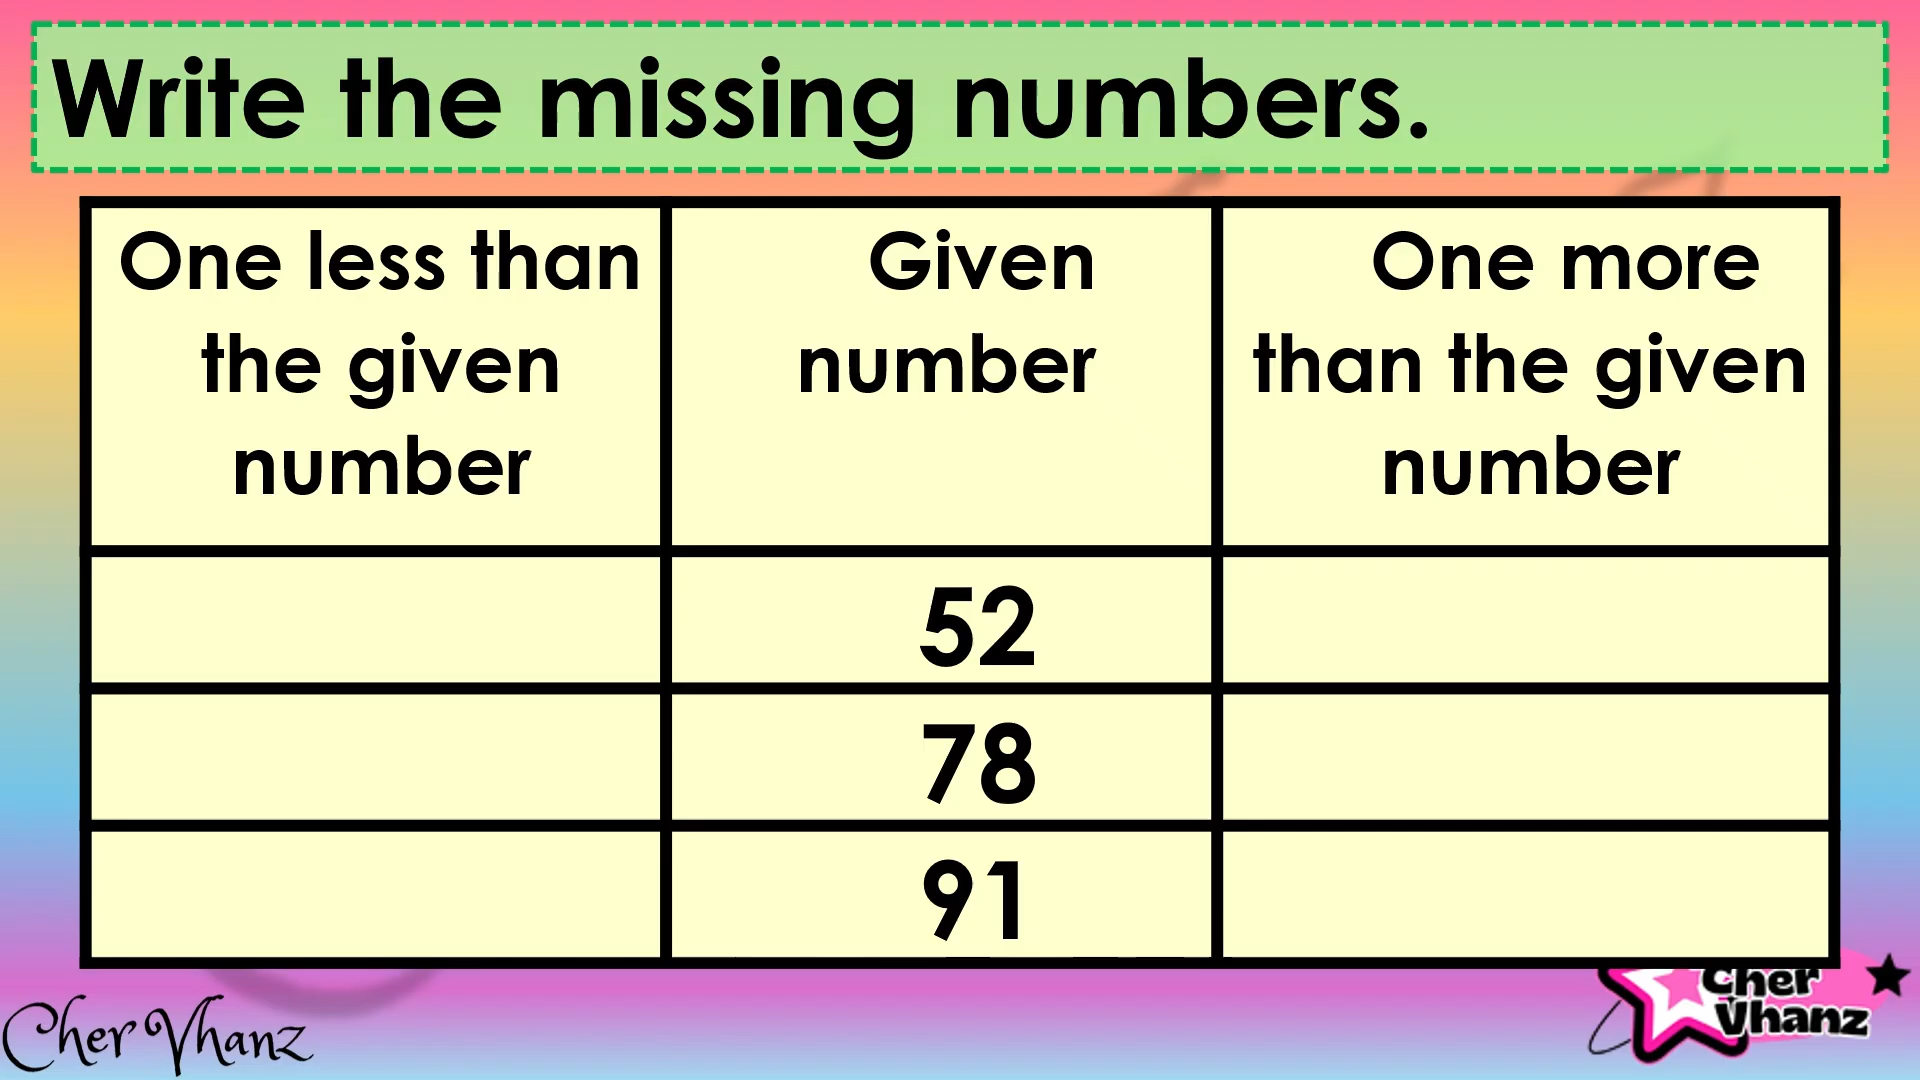 Write the missing numbers.
One less than
the given
number
Given
number
One more
than the given
number
52
78
91
Cher Vhanz
Cher
Vhanz